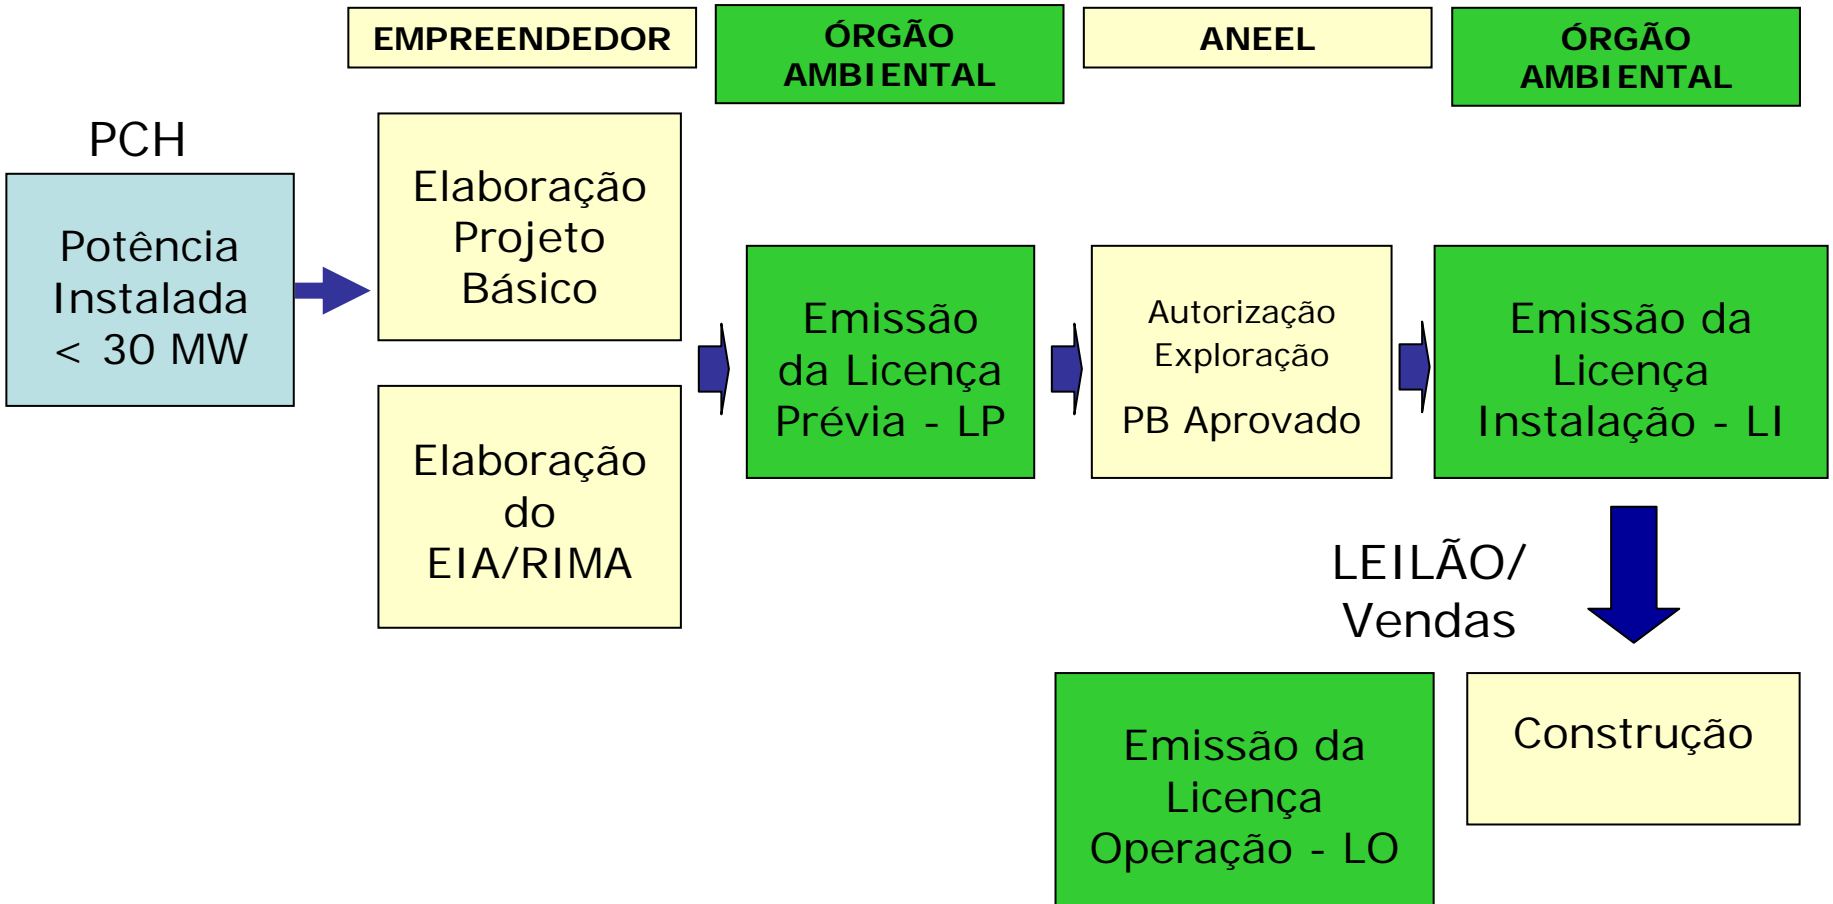 EMPREENDEDOR
ÓRGÃO
AMBIENTAL
ANEEL
ÓRGÃO
AMBIENTAL
PCH
Potência
Instalada
< 30 MW
Elaboração
Projeto
Básico
Elaboração
do
EIA/RIMA
Emissão
da Licença
Prévia - LP
Autorização
Exploração
PB Aprovado
Emissão da
Licença
Instalação - LI
LEILÃO/
Vendas
Construção
Emissão da
Licença
Operação - LO